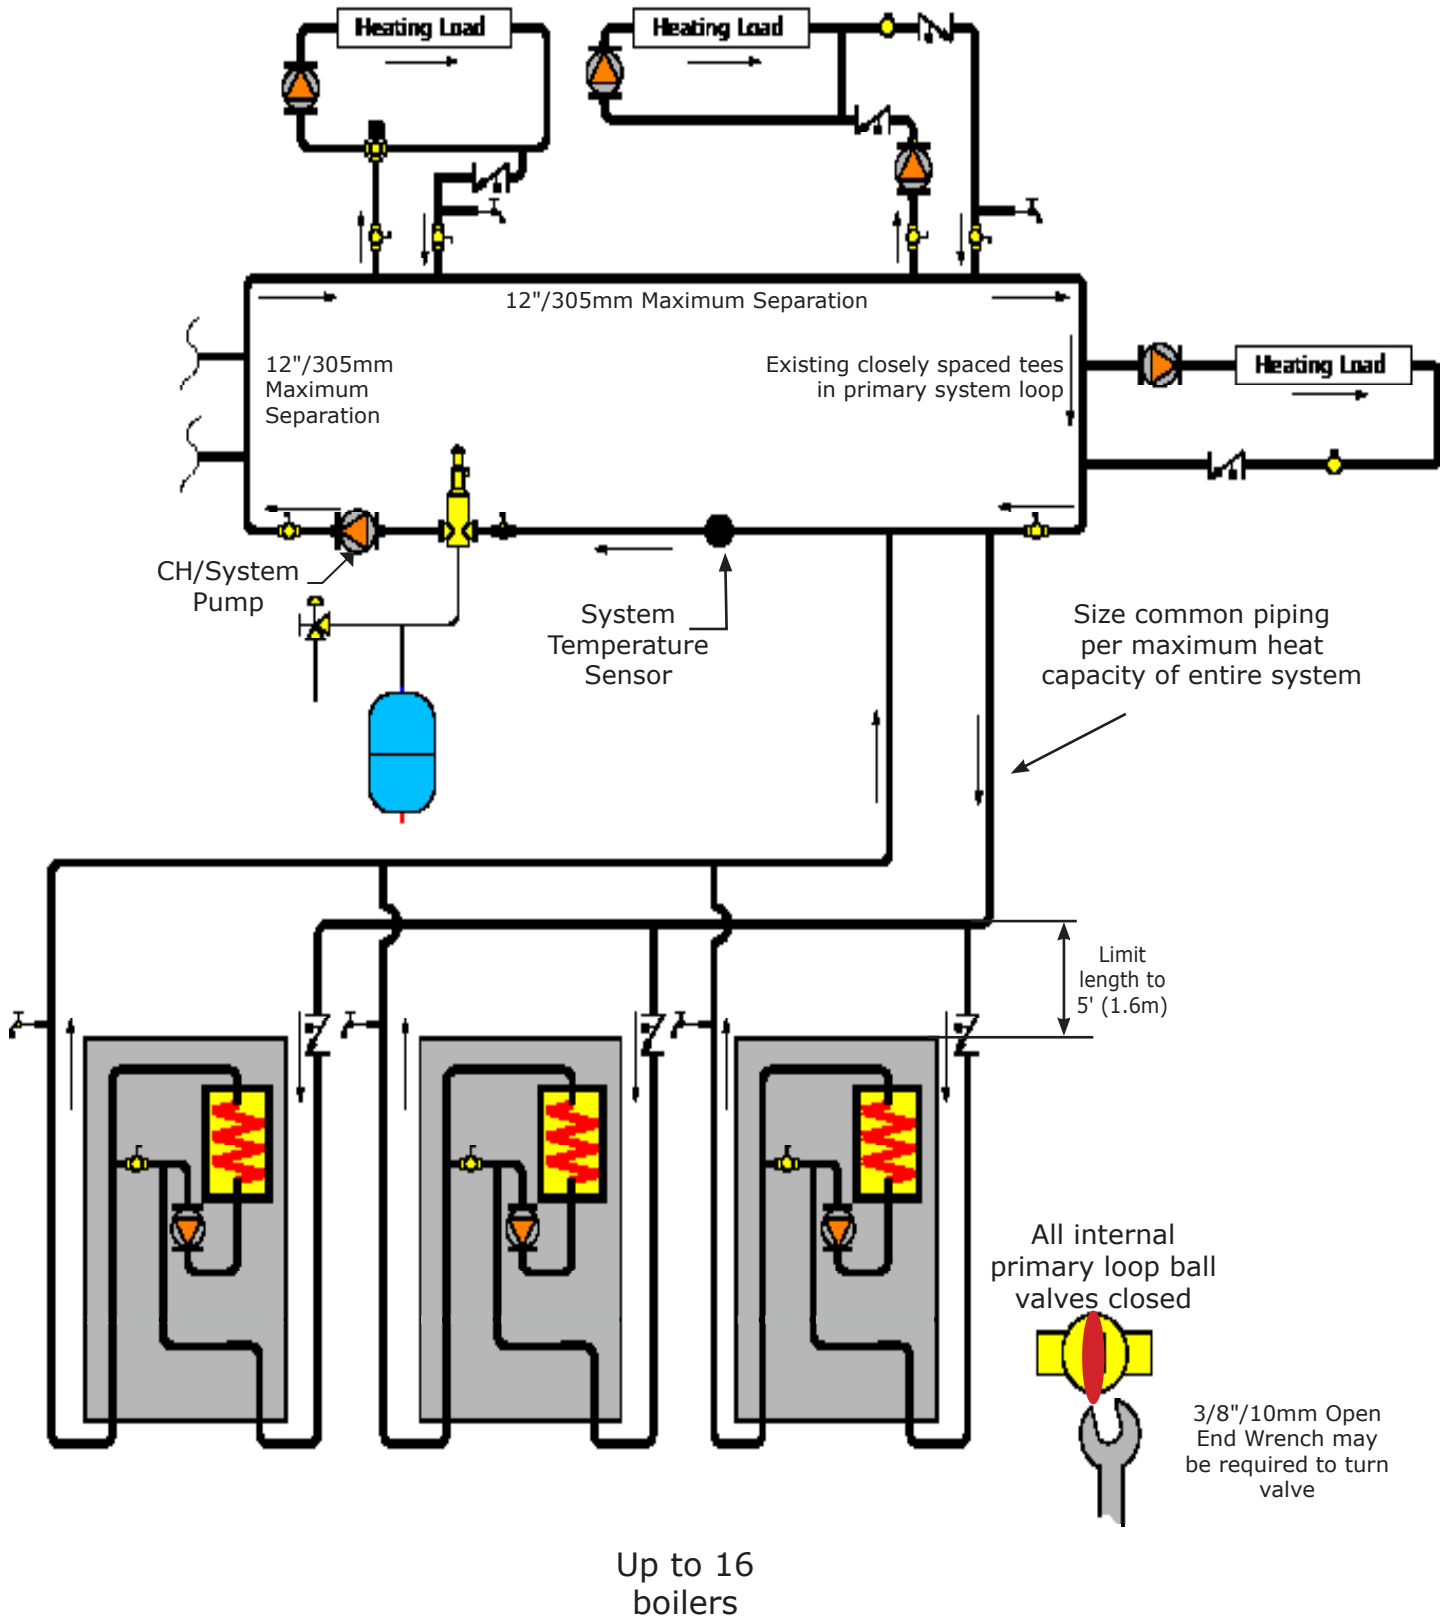 Heating Load
Heating Load
12"/305mm Maximum Separation
12"/305mm
Maximum
Separation
Existing closely spaced tees
in primary system loop
Heating Load
CH/System
Pump
System
Temperature
Sensor
Size common piping
per maximum heat
capacity of entire system
Limit
length to
5' (1.6m)
All internal
primary loop ball
valves closed
3/8"/10mm Open
End Wrench may
be required to turn
valve
Up to 16
boilers